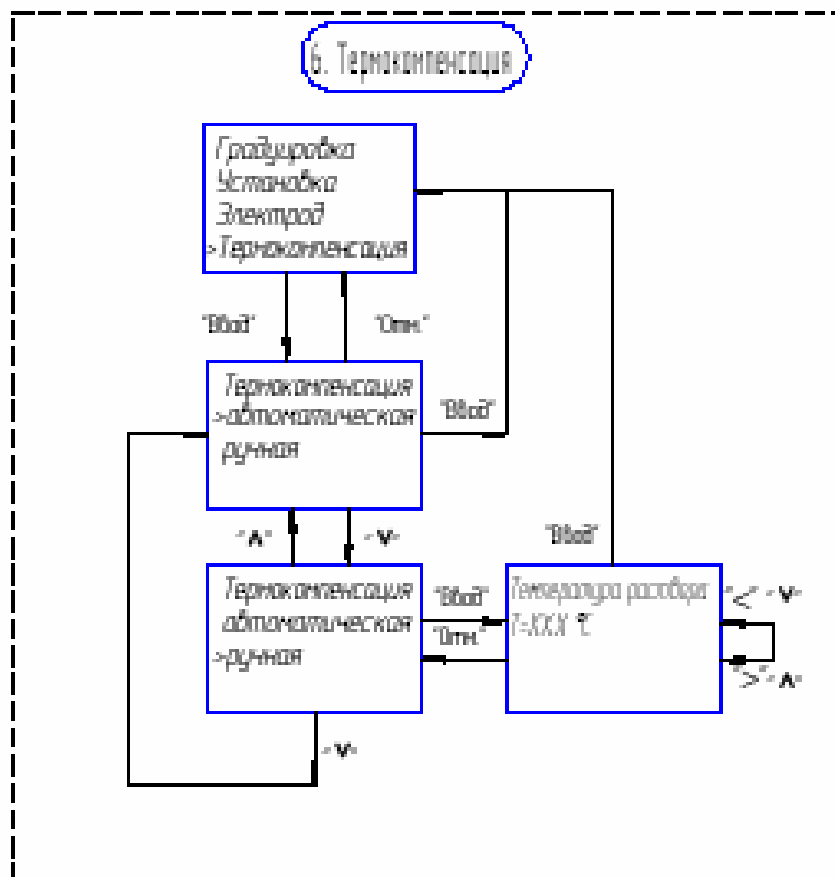 6. Термокомпенсация
Градуировка
Установка
Электрод
>Термокомпенсация
"Ввод" "Отм."
Термокомпенсация
>автоматическая
ручная
"Ввод"
"Λ" "V"
"Ввод"
Термокомпенсация
автоматическая
>ручная
"Ввод"
"Отм."
Температура раствора
T=XX.X °C
"<" "V"
">" "Λ"
"V"